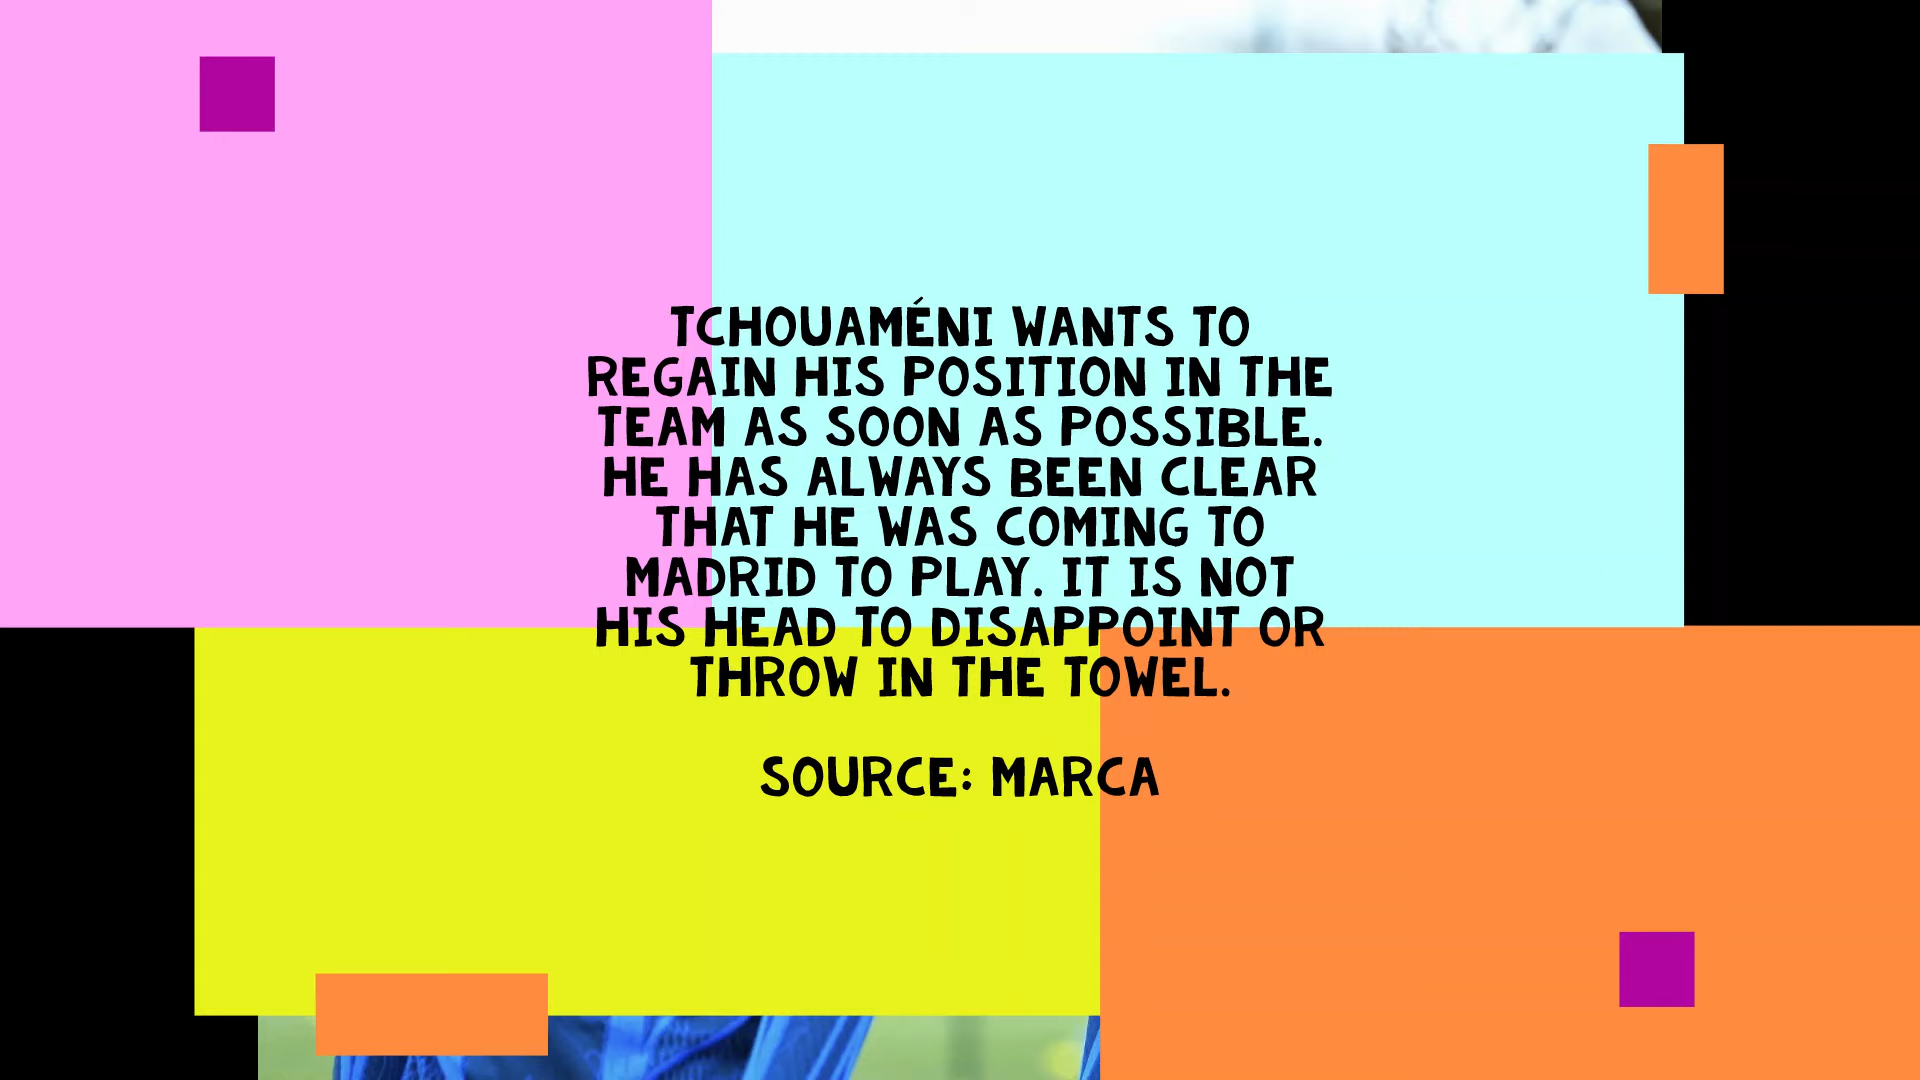 TCHOUAMÉNI WANTS TO
REGAIN HIS POSITION IN THE
TEAM AS SOON AS POSSIBLE.
HE HAS ALWAYS BEEN CLEAR
THAT HE WAS COMING TO
MADRID TO PLAY. IT IS NOT
HIS HEAD TO DISAPPOINT OR
THROW IN THE TOWEL.
SOURCE: MARCA